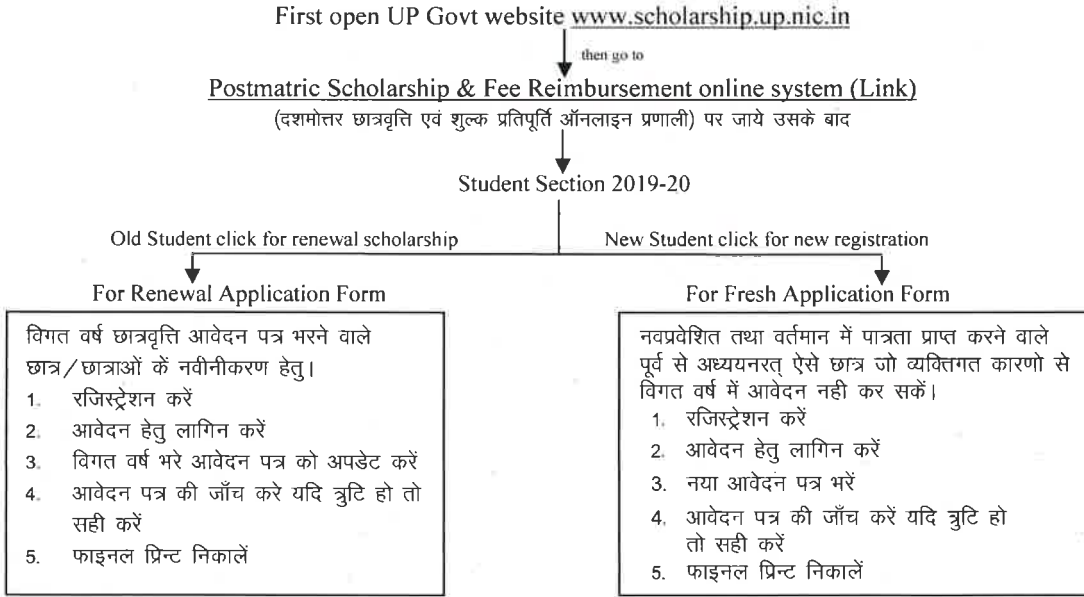 First open UP Govt website www.scholarship.up.nic.in
then go to
Postmatric Scholarship & Fee Reimbursement online system (Link)
(दशमोत्तर छात्रवृत्ति एवं शुल्क प्रतिपूर्ति ऑनलाइन प्रणाली) पर जाये उसके बाद
Student Section 2019-20
Old Student click for renewal scholarship
New Student click for new registration
For Renewal Application Form
विगत वर्ष छात्रवृत्ति आवेदन पत्र भरने वाले
छात्र/छात्राओं कें नवीनीकरण हेतु।
1. रजिस्ट्रेशन करें
2. आवेदन हेतु लागिन करें
3. विगत वर्ष भरे आवेदन पत्र को अपडेट करें
4. आवेदन पत्र की जाँच करे यदि त्रुटि हो तो
सही करें
5. फाइनल प्रिन्ट निकालें
For Fresh Application Form
नवप्रवेशित तथा वर्तमान में पात्रता प्राप्त करने वाले
पूर्व से अध्ययनरत् ऐसे छात्र जो व्यक्तिगत कारणो से
विगत वर्ष में आवेदन नही कर सकें।
1. रजिस्ट्रेशन करें
2. आवेदन हेतु लागिन करें
3. नया आवेदन पत्र भरें
4. आवेदन पत्र की जाँच करें यदि त्रुटि हो
तो सही करें
5. फाइनल प्रिन्ट निकालें